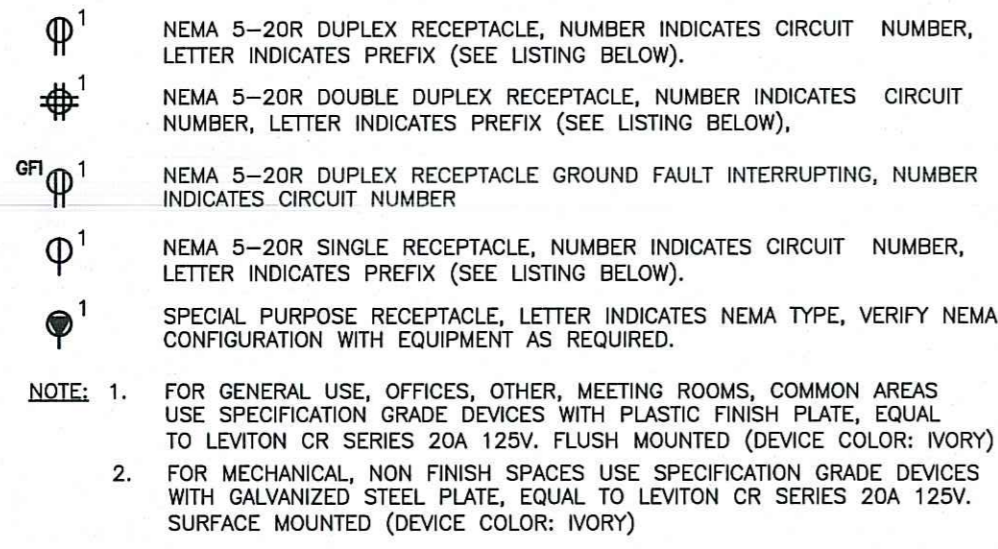 1 NEMA 5-20R DUPLEX RECEPTACLE, NUMBER INDICATES CIRCUIT NUMBER,
LETTER INDICATES PREFIX (SEE LISTING BELOW).
1 NEMA 5-20R DOUBLE DUPLEX RECEPTACLE, NUMBER INDICATES CIRCUIT
NUMBER, LETTER INDICATES PREFIX (SEE LISTING BELOW),
GFI 1 NEMA 5-20R DUPLEX RECEPTACLE GROUND FAULT INTERRUPTING, NUMBER
INDICATES CIRCUIT NUMBER
1 NEMA 5-20R SINGLE RECEPTACLE, NUMBER INDICATES CIRCUIT NUMBER,
LETTER INDICATES PREFIX (SEE LISTING BELOW).
1 SPECIAL PURPOSE RECEPTACLE, LETTER INDICATES NEMA TYPE, VERIFY NEMA
CONFIGURATION WITH EQUIPMENT AS REQUIRED.
NOTE: 1. FOR GENERAL USE, OFFICES, OTHER, MEETING ROOMS, COMMON AREAS
USE SPECIFICATION GRADE DEVICES WITH PLASTIC FINISH PLATE, EQUAL
TO LEVITON CR SERIES 20A 125V. FLUSH MOUNTED (DEVICE COLOR: IVORY)
2. FOR MECHANICAL, NON FINISH SPACES USE SPECIFICATION GRADE DEVICES
WITH GALVANIZED STEEL PLATE, EQUAL TO LEVITON CR SERIES 20A 125V.
SURFACE MOUNTED (DEVICE COLOR: IVORY)